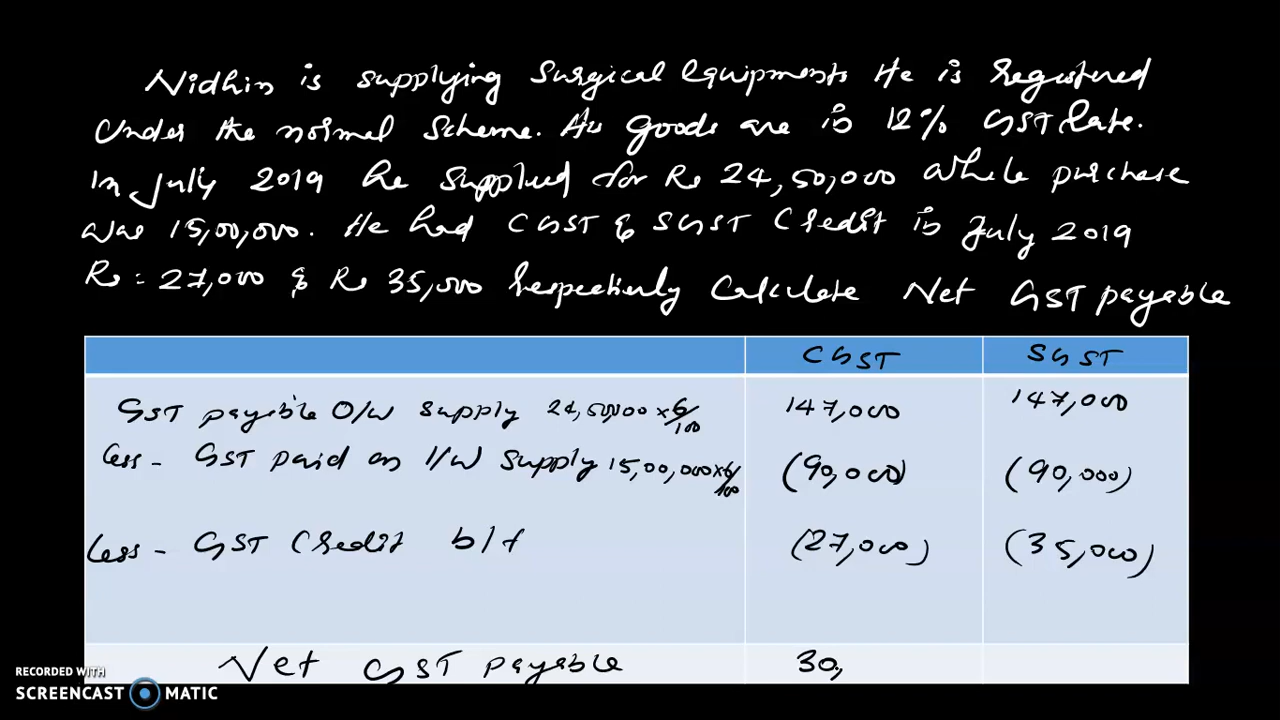 Nidhin is supplying Surgical Equipments He is registered
Under the normal Scheme. His goods are in 12% GST Rate.
In July 2019 he supplied for Rs 24,50,000 While purchase
was 15,00,000. He had CGST & SGST Credit in July 2019
Rs = 27,000 & Rs 35,000 respectively Calculate Net GST payable
CGST SGST
GST payable O/W supply 24,50,000 x 6/100 147,000 147,000
Less - GST paid on I/W supply 15,00,000 x 6/100 (90,000) (90,000)
Less - GST Credit b/f (27,000) (35,000)
Net GST payable 30,
RECORDED WITH
SCREENCAST MATIC